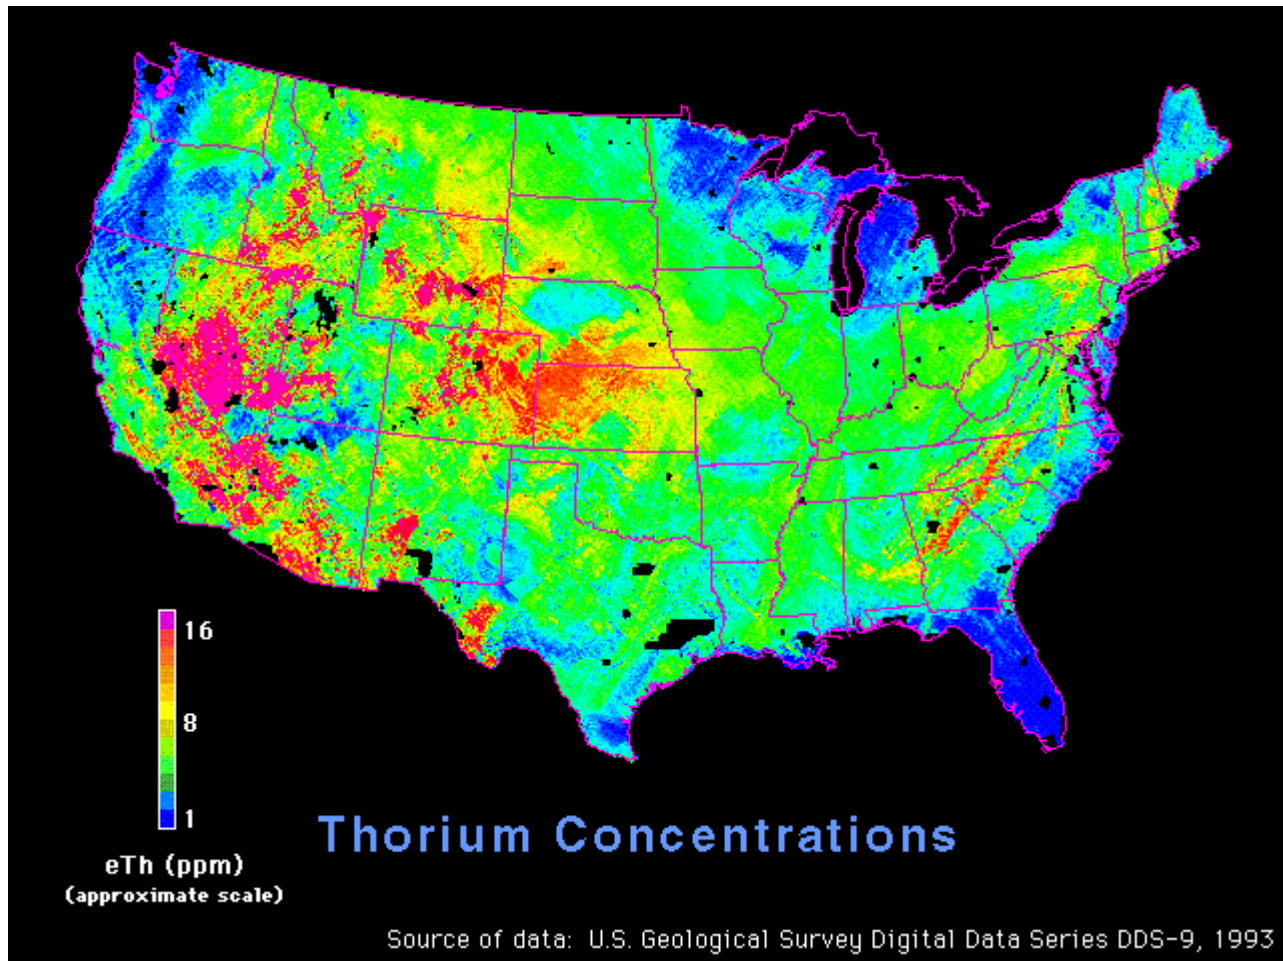 16
8
1
Thorium Concentrations
eTh (ppm)
(approximate scale)
Source of data: U.S. Geological Survey Digital Data Series DDS-9, 1993